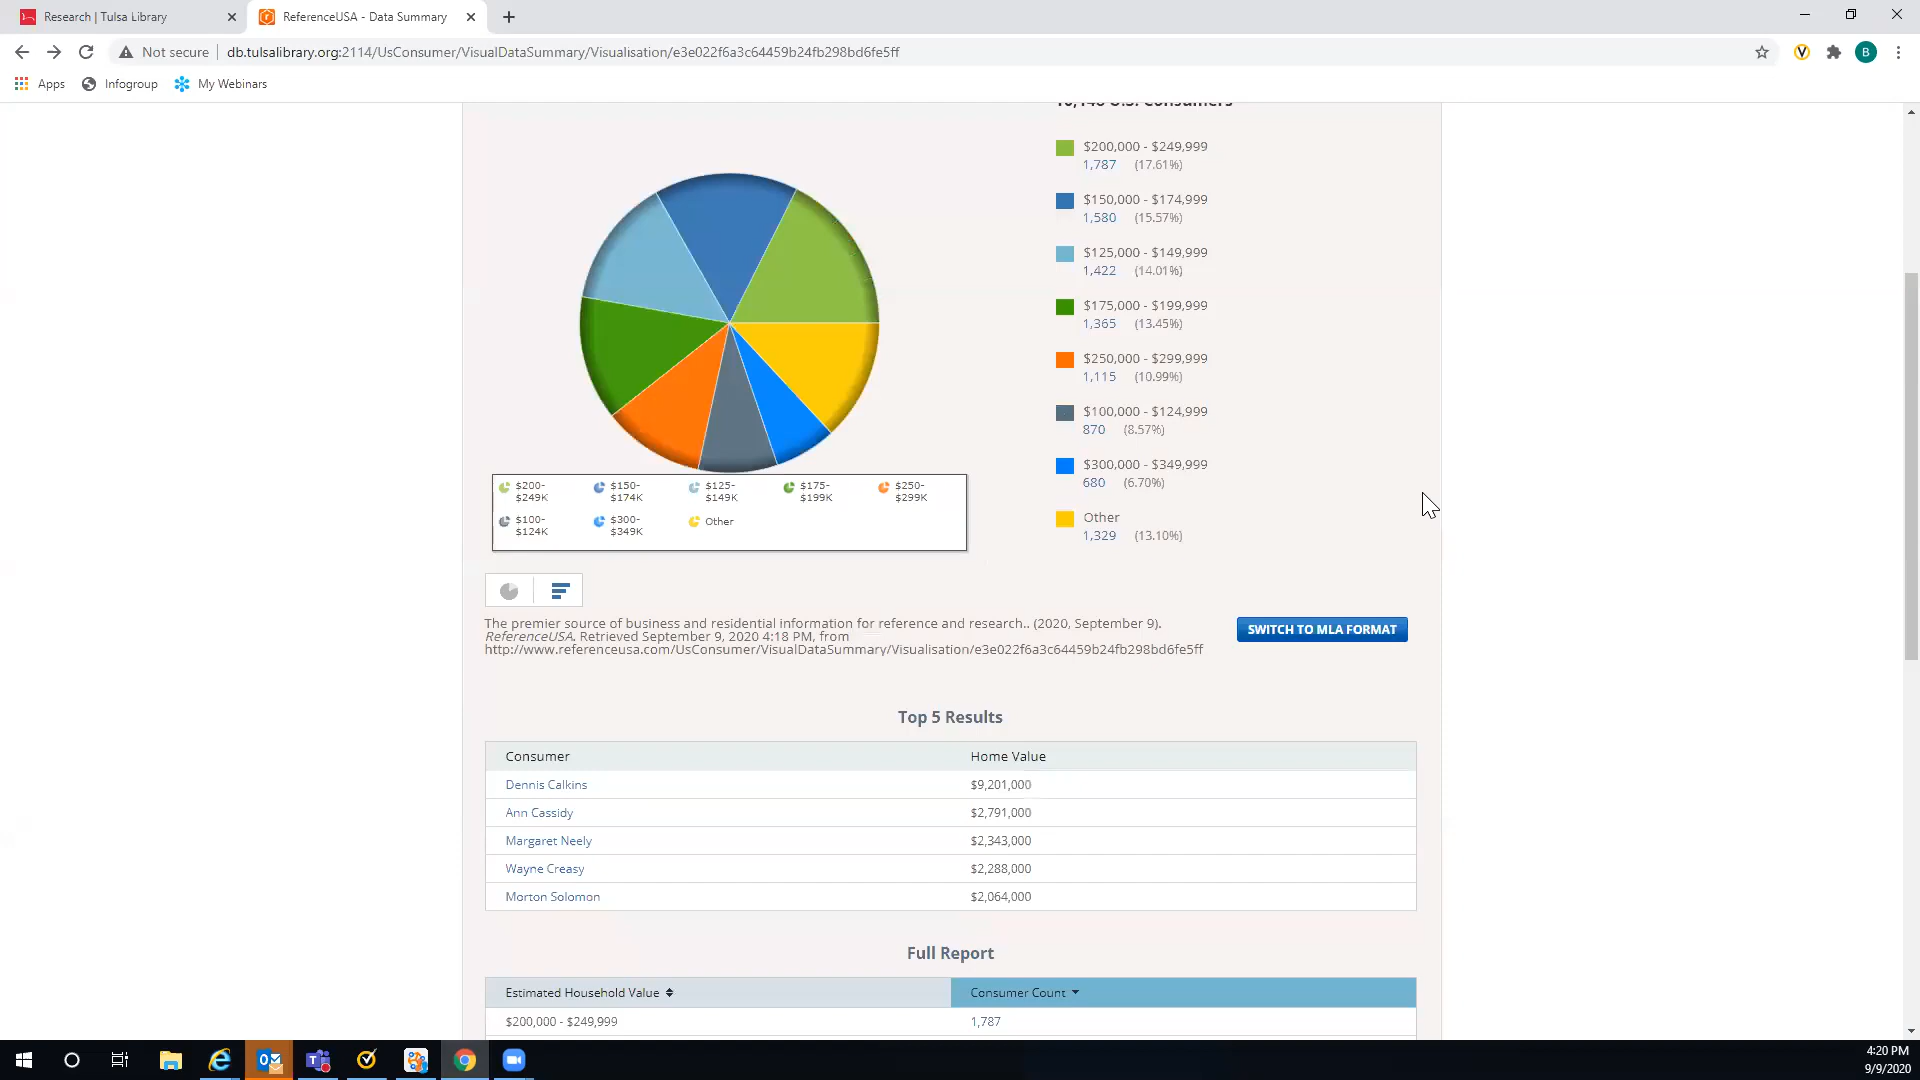 Research | Tulsa Library
ReferenceUSA - Data Summary
Not secure
db.tulsalibrary.org:2114/UsConsumer/VisualDataSummary/Visualisation/e3e022f6a3c64459b24fb298bd6fe5ff
B
Apps
Infogroup
My Webinars
U.S. Consumers
$200,000 - $249,999
1,787 (17.61%)
$150,000 - $174,999
1,580 (15.57%)
$125,000 - $149,999
1,422 (14.01%)
$175,000 - $199,999
1,365 (13.45%)
$250,000 - $299,999
1,115 (10.99%)
$100,000 - $124,999
870 (8.57%)
$300,000 - $349,999
680 (6.70%)
Other
1,329 (13.10%)
$200-
$249K
$150-
$174K
$125-
$149K
$175-
$199K
$250-
$299K
$100-
$124K
$300-
$349K
Other
The premier source of business and residential information for reference and research.. (2020, September 9).
ReferenceUSA. Retrieved September 9, 2020 4:18 PM, from
http://www.referenceusa.com/UsConsumer/VisualDataSummary/Visualisation/e3e022f6a3c64459b24fb298bd6fe5ff
SWITCH TO MLA FORMAT
Top 5 Results
Consumer Home Value
Dennis Calkins $9,201,000
Ann Cassidy $2,791,000
Margaret Neely $2,343,000
Wayne Creasy $2,288,000
Morton Solomon $2,064,000
Full Report
Estimated Household Value Consumer Count
$200,000 - $249,999 1,787
4:20 PM
9/9/2020